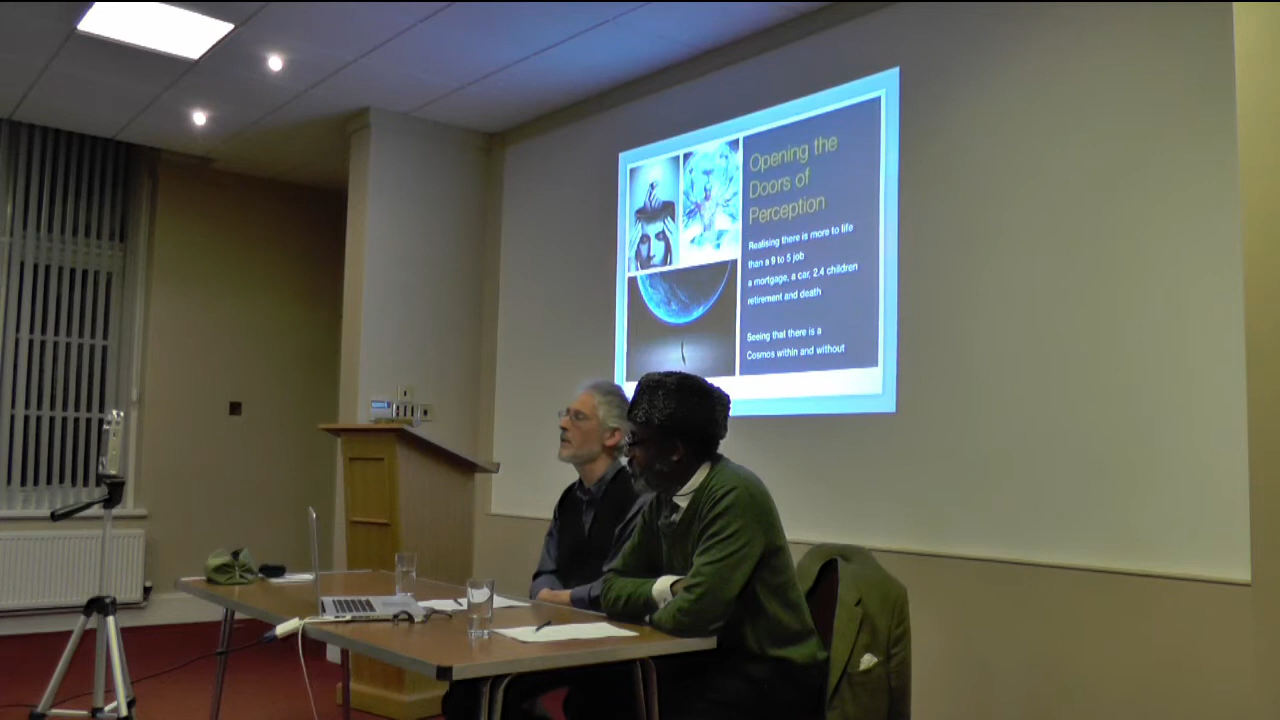 Opening the
Doors of
Perception
Realising there is more to life
than a 9 to 5 job
a mortgage, a car, 2.4 children
retirement and death
Seeing that there is a
Cosmos within and without